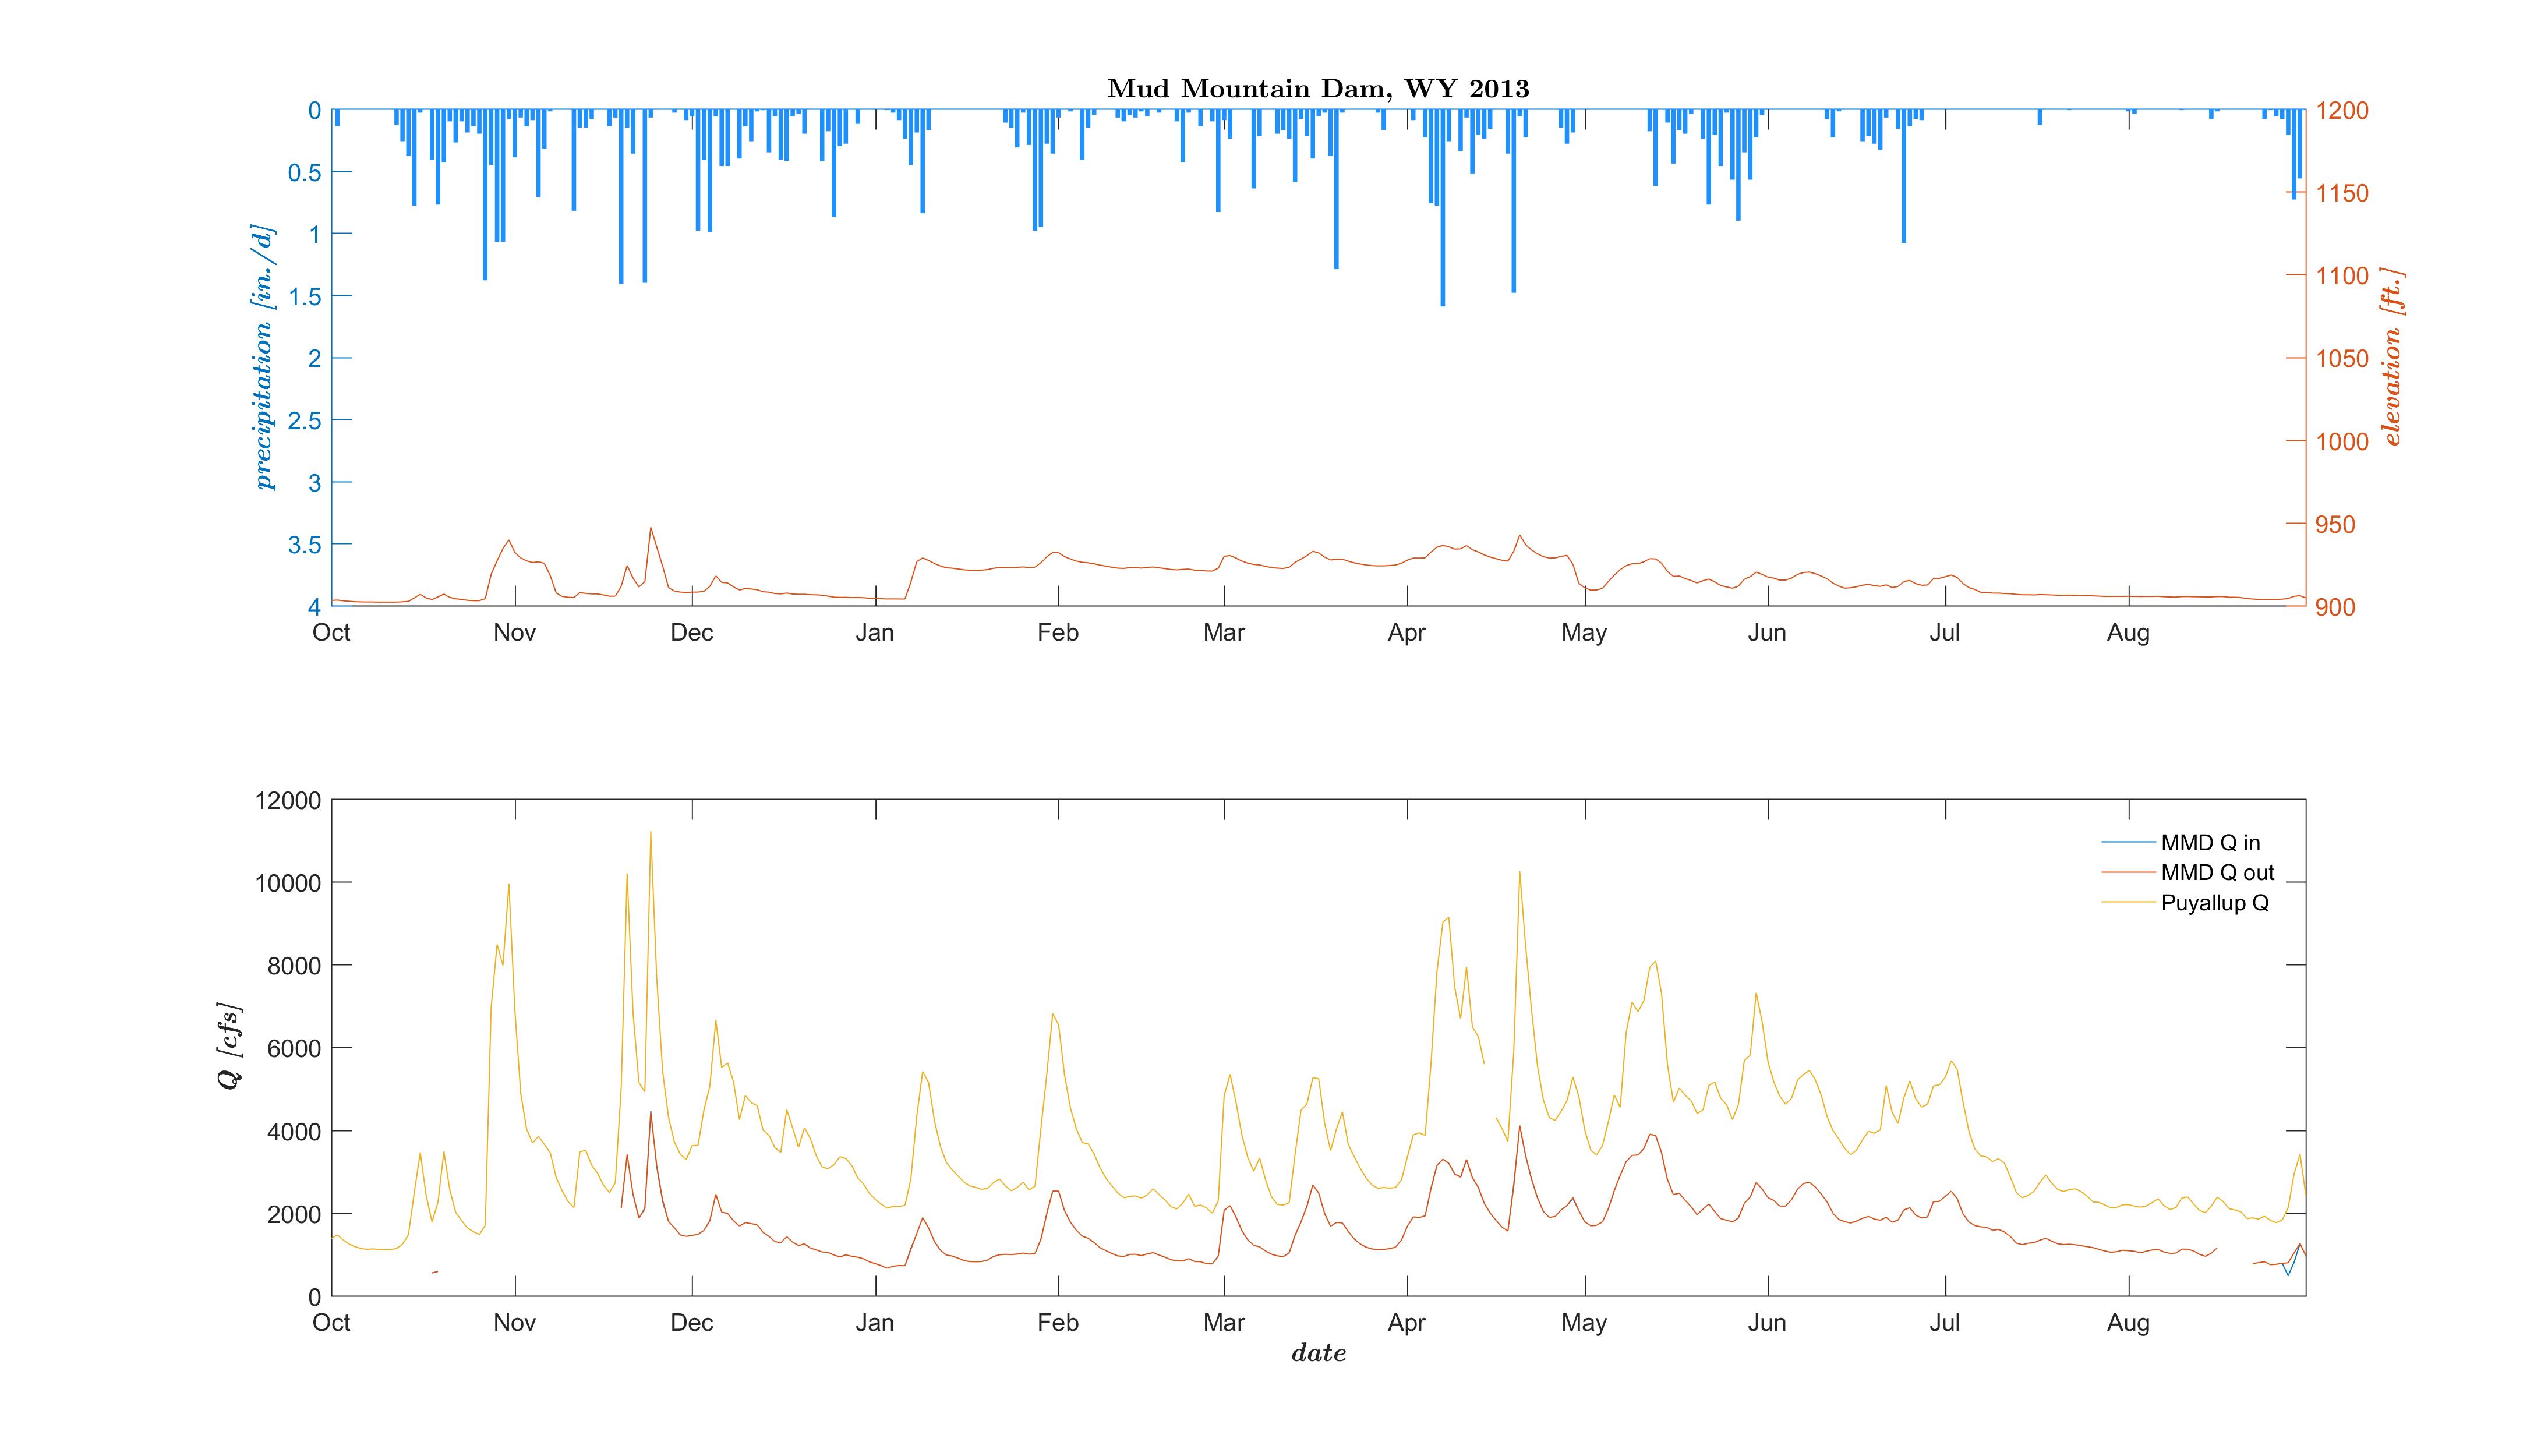 Mud Mountain Dam, WY 2013
precipitation [in./d]
0
0.5
1
1.5
2
2.5
3
3.5
4
elevation [ft.]
1200
1150
1100
1050
1000
950
900
Oct Nov Dec Jan Feb Mar Apr May Jun Jul Aug
Q [cfs]
12000
10000
8000
6000
4000
2000
0
MMD Q in
MMD Q out
Puyallup Q
Oct Nov Dec Jan Feb Mar Apr May Jun Jul Aug
date